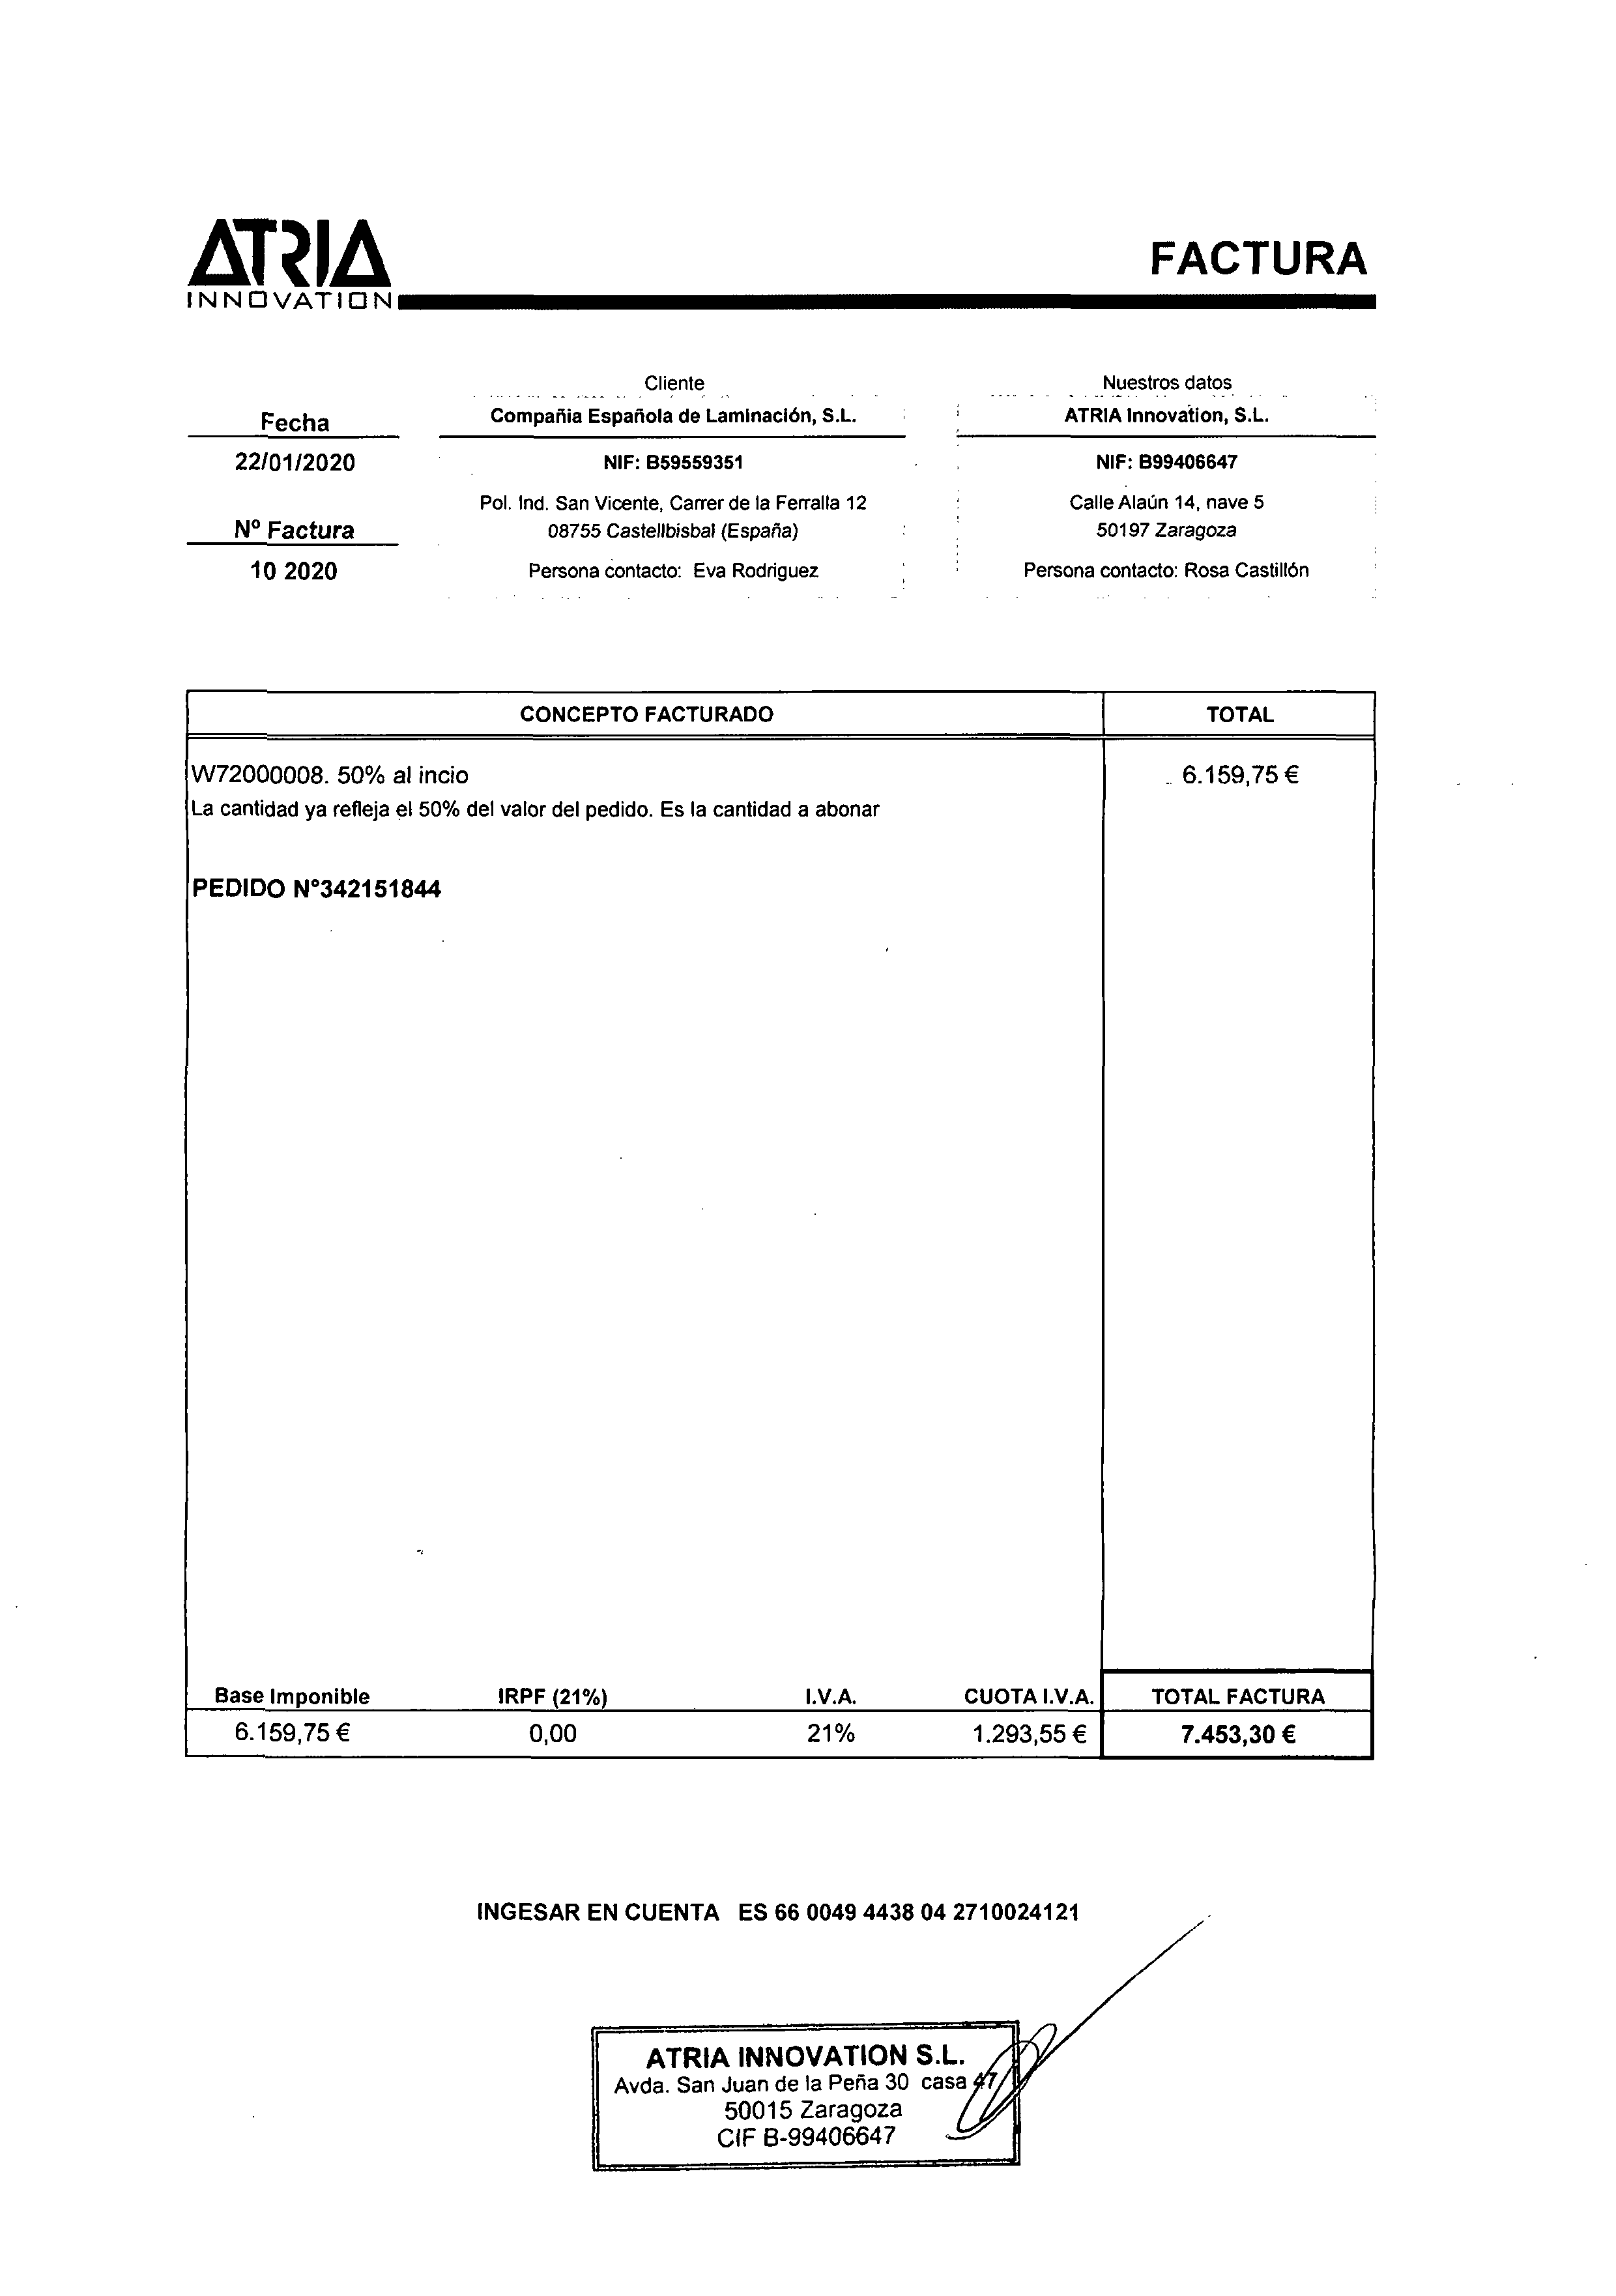 ATRIA
INNOVATION
FACTURA
Cliente
Nuestros datos
Fecha
Compañia Española de Laminación, S.L.
ATRIA Innovation, S.L.
22/01/2020
NIF: B59559351
NIF: B99406647
Pol. Ind. San Vicente, Carrer de la Ferralla 12
Calle Alaún 14, nave 5
Nº Factura
08755 Castellbisbal (España)
50197 Zaragoza
10 2020
Persona contacto: Eva Rodriguez
Persona contacto: Rosa Castillón
CONCEPTO FACTURADO TOTAL
W72000008. 50% al incio 6.159,75 €
La cantidad ya refleja el 50% del valor del pedido. Es la cantidad a abonar
PEDIDO N°342151844
Base Imponible IRPF (21%) I.V.A. CUOTA I.V.A. TOTAL FACTURA
6.159,75 € 0,00 21% 1.293,55 € 7.453,30 €
INGESAR EN CUENTA ES 66 0049 4438 04 2710024121
ATRIA INNOVATION S.L.
Avda. San Juan de la Peña 30 casa 47
50015 Zaragoza
CIF B-99406647